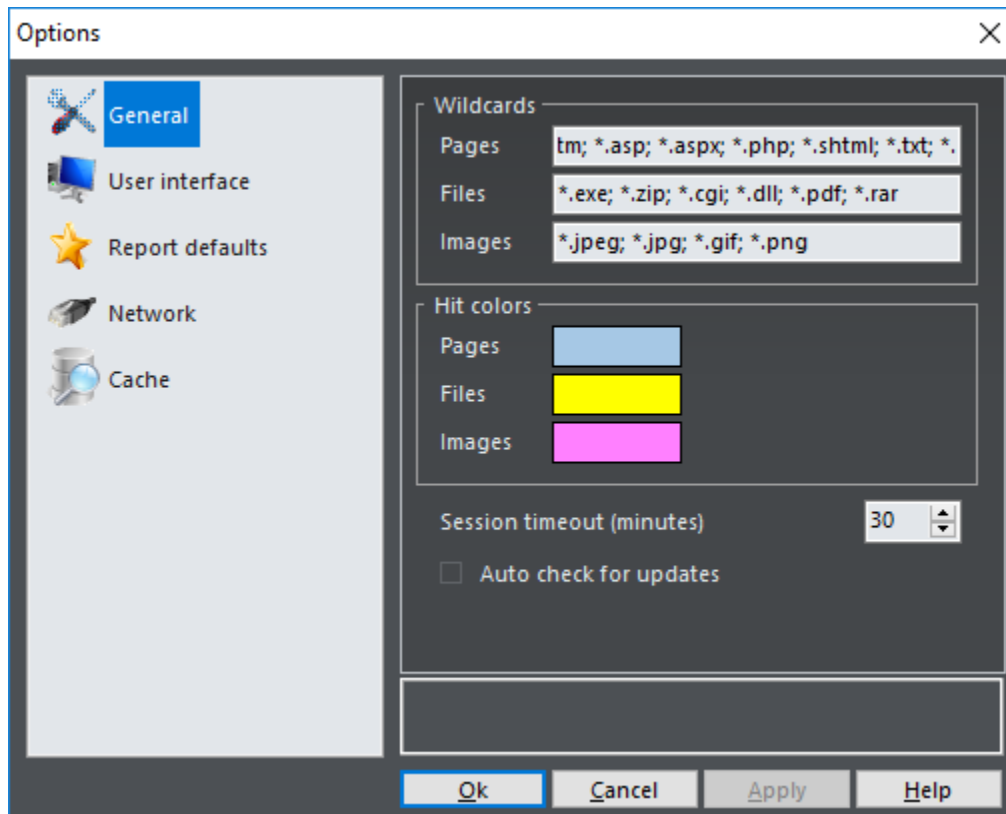 Options
General
User interface
Report defaults
Network
Cache
Wildcards
Pages tm; *.asp; *.aspx; *.php; *.shtml; *.txt; *.
Files *.exe; *.zip; *.cgi; *.dll; *.pdf; *.rar
Images *.jpeg; *.jpg; *.gif; *.png
Hit colors
Pages
Files
Images
Session timeout (minutes) 30
Auto check for updates
Ok Cancel Apply Help